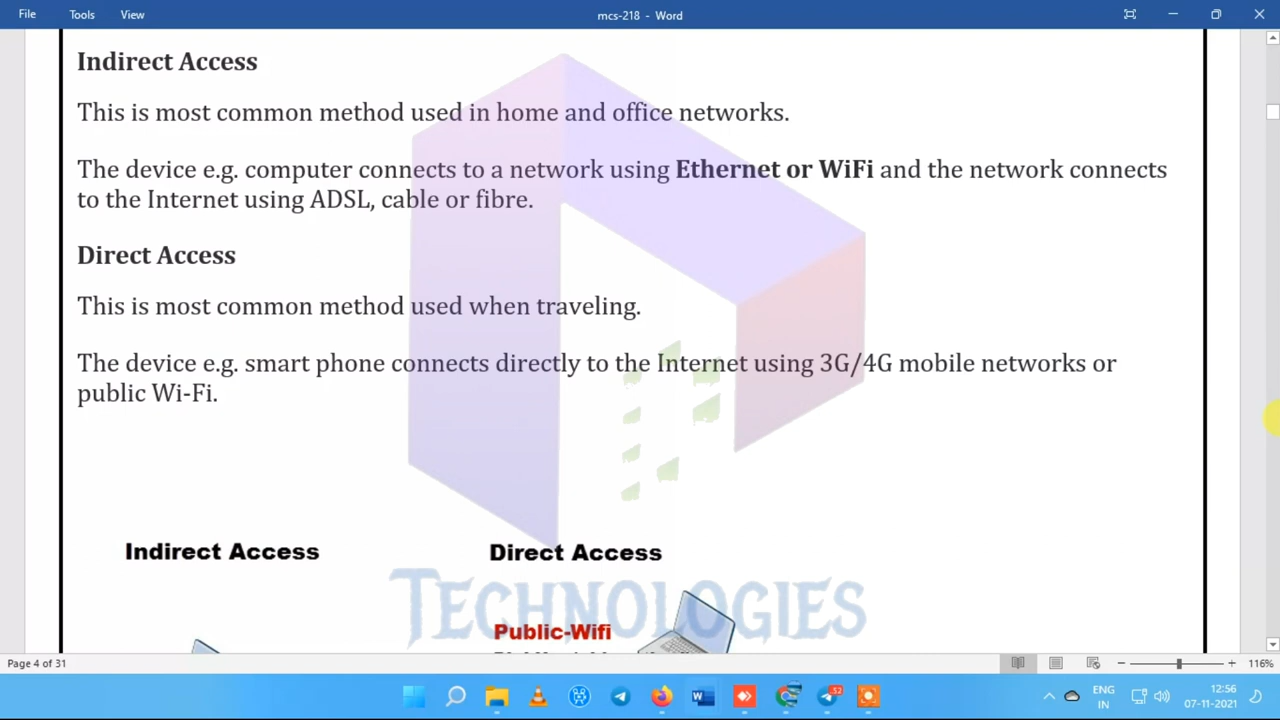 File Tools View mcs-218 - Word
Indirect Access
This is most common method used in home and office networks.
The device e.g. computer connects to a network using Ethernet or WiFi and the network connects
to the Internet using ADSL, cable or fibre.
Direct Access
This is most common method used when traveling.
The device e.g. smart phone connects directly to the Internet using 3G/4G mobile networks or
public Wi-Fi.
Indirect Access Direct Access
TECHNOLOGIES
Public-Wifi
Page 4 of 31 116%
ENG 12:56
IN 07-11-2021